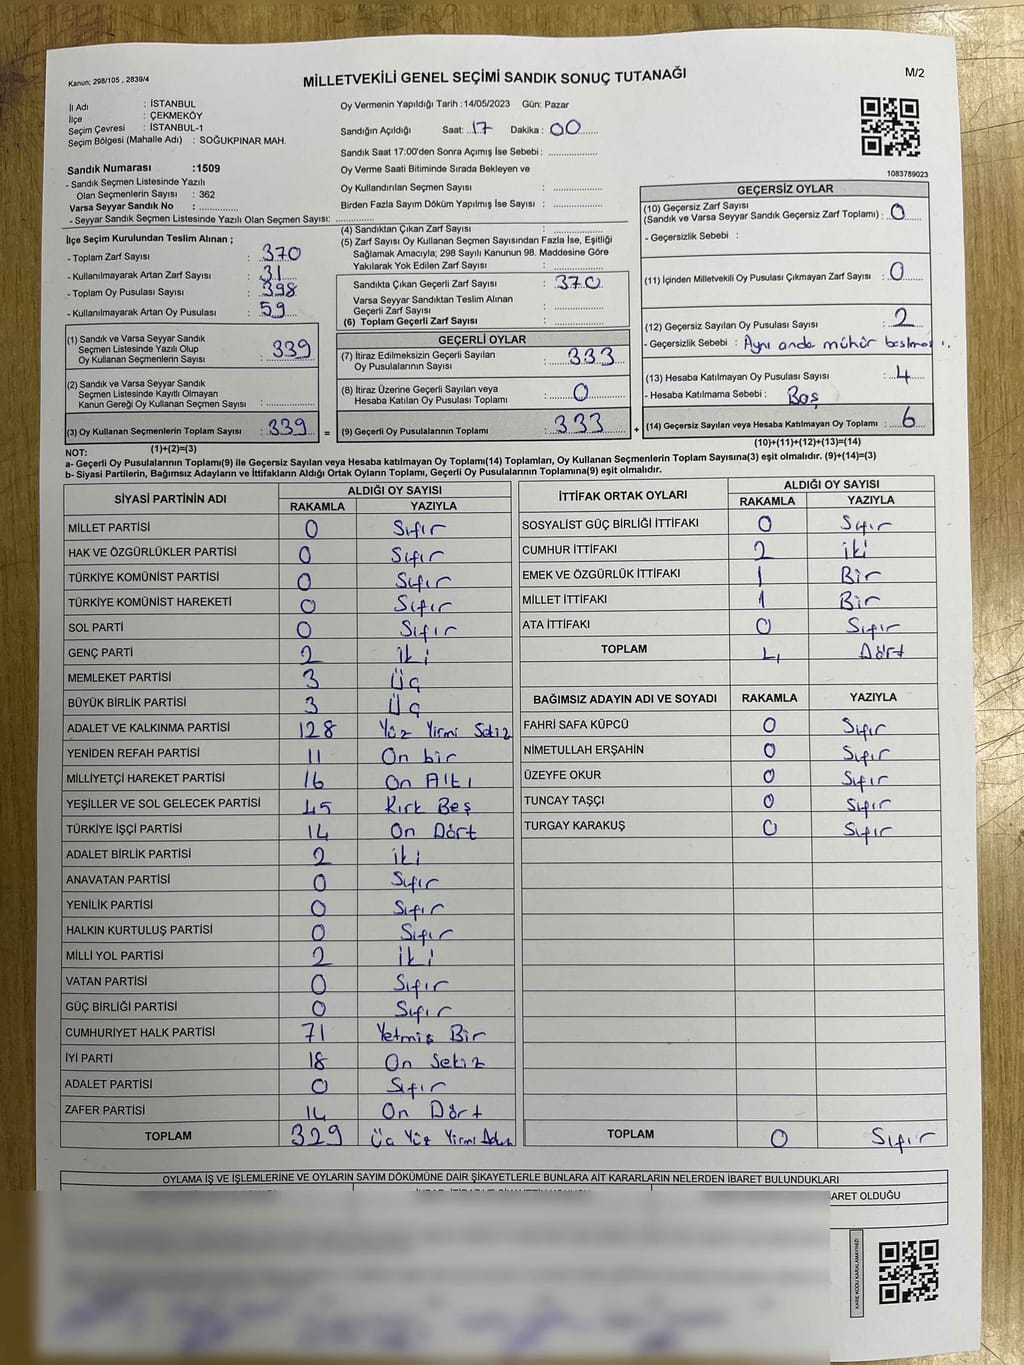 Kanun: 298/105 , 2839/4
MİLLETVEKİLİ GENEL SEÇİMİ SANDIK SONUÇ TUTANAĞI
M/2
İl Adı : İSTANBUL
İlçe : ÇEKMEKÖY
Seçim Çevresi : İSTANBUL-1
Seçim Bölgesi (Mahalle Adı) : SOĞUKPINAR MAH.
Sandık Numarası :1509
- Sandık Seçmen Listesinde Yazılı
Olan Seçmenlerin Sayısı : 362
Varsa Seyyar Sandık No : ..............
- Seyyar Sandık Seçmen Listesinde Yazılı Olan Seçmen Sayısı: ..............
Oy Vermenin Yapıldığı Tarih :14/05/2023 Gün: Pazar
Sandığın Açıldığı Saat: 17 Dakika : 00
Sandık Saat 17:00'den Sonra Açımış İse Sebebi : ..............
Oy Verme Saati Bitiminde Sırada Bekleyen ve
Oy Kullandırılan Seçmen Sayısı : ..............
Birden Fazla Sayım Döküm Yapılmış İse Sayısı : ..............
1083789023
İlçe Seçim Kurulundan Teslim Alınan ;
- Toplam Zarf Sayısı : 370
- Kullanılmayarak Artan Zarf Sayısı : 31
- Toplam Oy Pusulası Sayısı : 398
- Kullanılmayarak Artan Oy Pusulası : 59
(1) Sandık ve Varsa Seyyar Sandık
Seçmen Listesinde Yazılı Olup
Oy Kullanan Seçmenlerin Sayısı : 339
(2) Sandık ve Varsa Seyyar Sandık
Seçmen Listesinde Kayıtlı Olmayan
Kanun Gereği Oy Kullanan Seçmen Sayısı : ..............
(3) Oy Kullanan Seçmenlerin Toplam Sayısı : 339 =
(1)+(2)=(3)
(4) Sandıktan Çıkan Zarf Sayısı : ..............
(5) Zarf Sayısı Oy Kullanan Seçmen Sayısından Fazla İse, Eşitliği
Sağlamak Amacıyla; 298 Sayılı Kanunun 98. Maddesine Göre
Yakılarak Yok Edilen Zarf Sayısı : ..............
Sandıkta Çıkan Geçerli Zarf Sayısı : 370
Varsa Seyyar Sandıktan Teslim Alınan
Geçerli Zarf Sayısı : ..............
(6) Toplam Geçerli Zarf Sayısı : ..............
GEÇERLİ OYLAR
(7) İtiraz Edilmeksizin Geçerli Sayılan
Oy Pusulalarının Sayısı : 333
(8) İtiraz Üzerine Geçerli Sayılan veya
Hesaba Katılan Oy Pusulası Toplamı : 0
(9) Geçerli Oy Pusulalarının Toplamı : 333 +
GEÇERSİZ OYLAR
(10) Geçersiz Zarf Sayısı
(Sandık ve Varsa Seyyar Sandık Geçersiz Zarf Toplamı) : 0
- Geçersizlik Sebebi :
(11) İçinden Milletvekili Oy Pusulası Çıkmayan Zarf Sayısı : 0
(12) Geçersiz Sayılan Oy Pusulası Sayısı : 2
- Geçersizlik Sebebi : Aynı anda mühür
(13) Hesaba Katılmayan Oy Pusulası Sayısı : 4
- Hesaba Katılmama Sebebi : Boş
(14) Geçersiz Sayılan veya Hesaba Katılmayan Oy Toplamı : 6
(10)+(11)+(12)+(13)=(14)
NOT:
a- Geçerli Oy Pusulalarının Toplamı(9) ile Geçersiz Sayılan veya Hesaba katılmayan Oy Toplamı(14) Toplamları, Oy Kullanan Seçmenlerin Toplam Sayısına(3) eşit olmalıdır. (9)+(14)=(3)
b- Siyasi Partilerin, Bağımsız Adayların ve İttifakların Aldığı Ortak Oyların Toplamı, Geçerli Oy Pusulalarının Toplamına(9) eşit olmalıdır.
SİYASİ PARTİNİN ADI ALDIĞI OY SAYISI
RAKAMLA YAZIYLA
MİLLET PARTİSİ 0 Sıfır
HAK VE ÖZGÜRLÜKLER PARTİSİ 0 Sıfır
TÜRKİYE KOMÜNİST PARTİSİ 0 Sıfır
TÜRKİYE KOMÜNİST HAREKETİ 0 Sıfır
SOL PARTİ 0 Sıfır
GENÇ PARTİ 2 İki
MEMLEKET PARTİSİ 3 Üç
BÜYÜK BİRLİK PARTİSİ 3 Üç
ADALET VE KALKINMA PARTİSİ 128 Yüz Yirmi Sekiz
YENİDEN REFAH PARTİSİ 11 On bir
MİLLİYETÇİ HAREKET PARTİSİ 16 On Altı
YEŞİLLER VE SOL GELECEK PARTİSİ 45 Kırk Beş
TÜRKİYE İŞÇİ PARTİSİ 14 On Dört
ADALET BİRLİK PARTİSİ 2 İki
ANAVATAN PARTİSİ 0 Sıfır
YENİLİK PARTİSİ 0 Sıfır
HALKIN KURTULUŞ PARTİSİ 0 Sıfır
MİLLİ YOL PARTİSİ 2 İki
VATAN PARTİSİ 0 Sıfır
GÜÇ BİRLİĞİ PARTİSİ 0 Sıfır
CUMHURİYET HALK PARTİSİ 71 Yetmiş Bir
İYİ PARTİ 18 On Sekiz
ADALET PARTİSİ 0 Sıfır
ZAFER PARTİSİ 14 On Dört
TOPLAM 329 Üç Yüz Yirmi
İTTİFAK ORTAK OYLARI ALDIĞI OY SAYISI
RAKAMLA YAZIYLA
SOSYALİST GÜÇ BİRLİĞİ İTTİFAKI 0 Sıfır
CUMHUR İTTİFAKI 2 İki
EMEK VE ÖZGÜRLÜK İTTİFAKI 1 Bir
MİLLET İTTİFAKI 1 Bir
ATA İTTİFAKI 0 Sıfır
TOPLAM 4 Dört
BAĞIMSIZ ADAYIN ADI VE SOYADI RAKAMLA YAZIYLA
FAHRİ SAFA KÜPCÜ 0 Sıfır
NİMETULLAH ERŞAHİN 0 Sıfır
ÜZEYFE OKUR 0 Sıfır
TUNCAY TAŞÇI 0 Sıfır
TURGAY KARAKUŞ 0 Sıfır
TOPLAM 0 Sıfır
OYLAMA İŞ VE İŞLEMLERİNE VE OYLARIN SAYIM DÖKÜMÜNE DAİR ŞİKAYETLERLE BUNLARA AİT KARARLARIN NELERDEN İBARET BULUNDUKLARI
OLDUĞU
KARE KODU KARALAMAYINIZ!